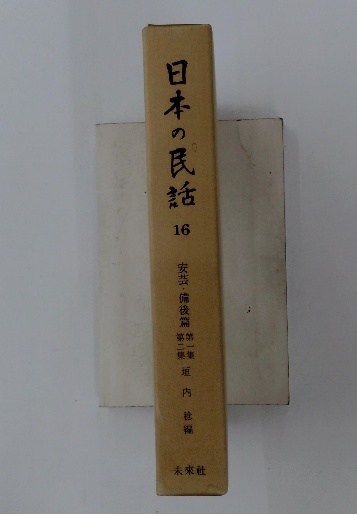 日本の民話
16
安芸・備後篇
第一集
第二集
垣内稔編
未来社